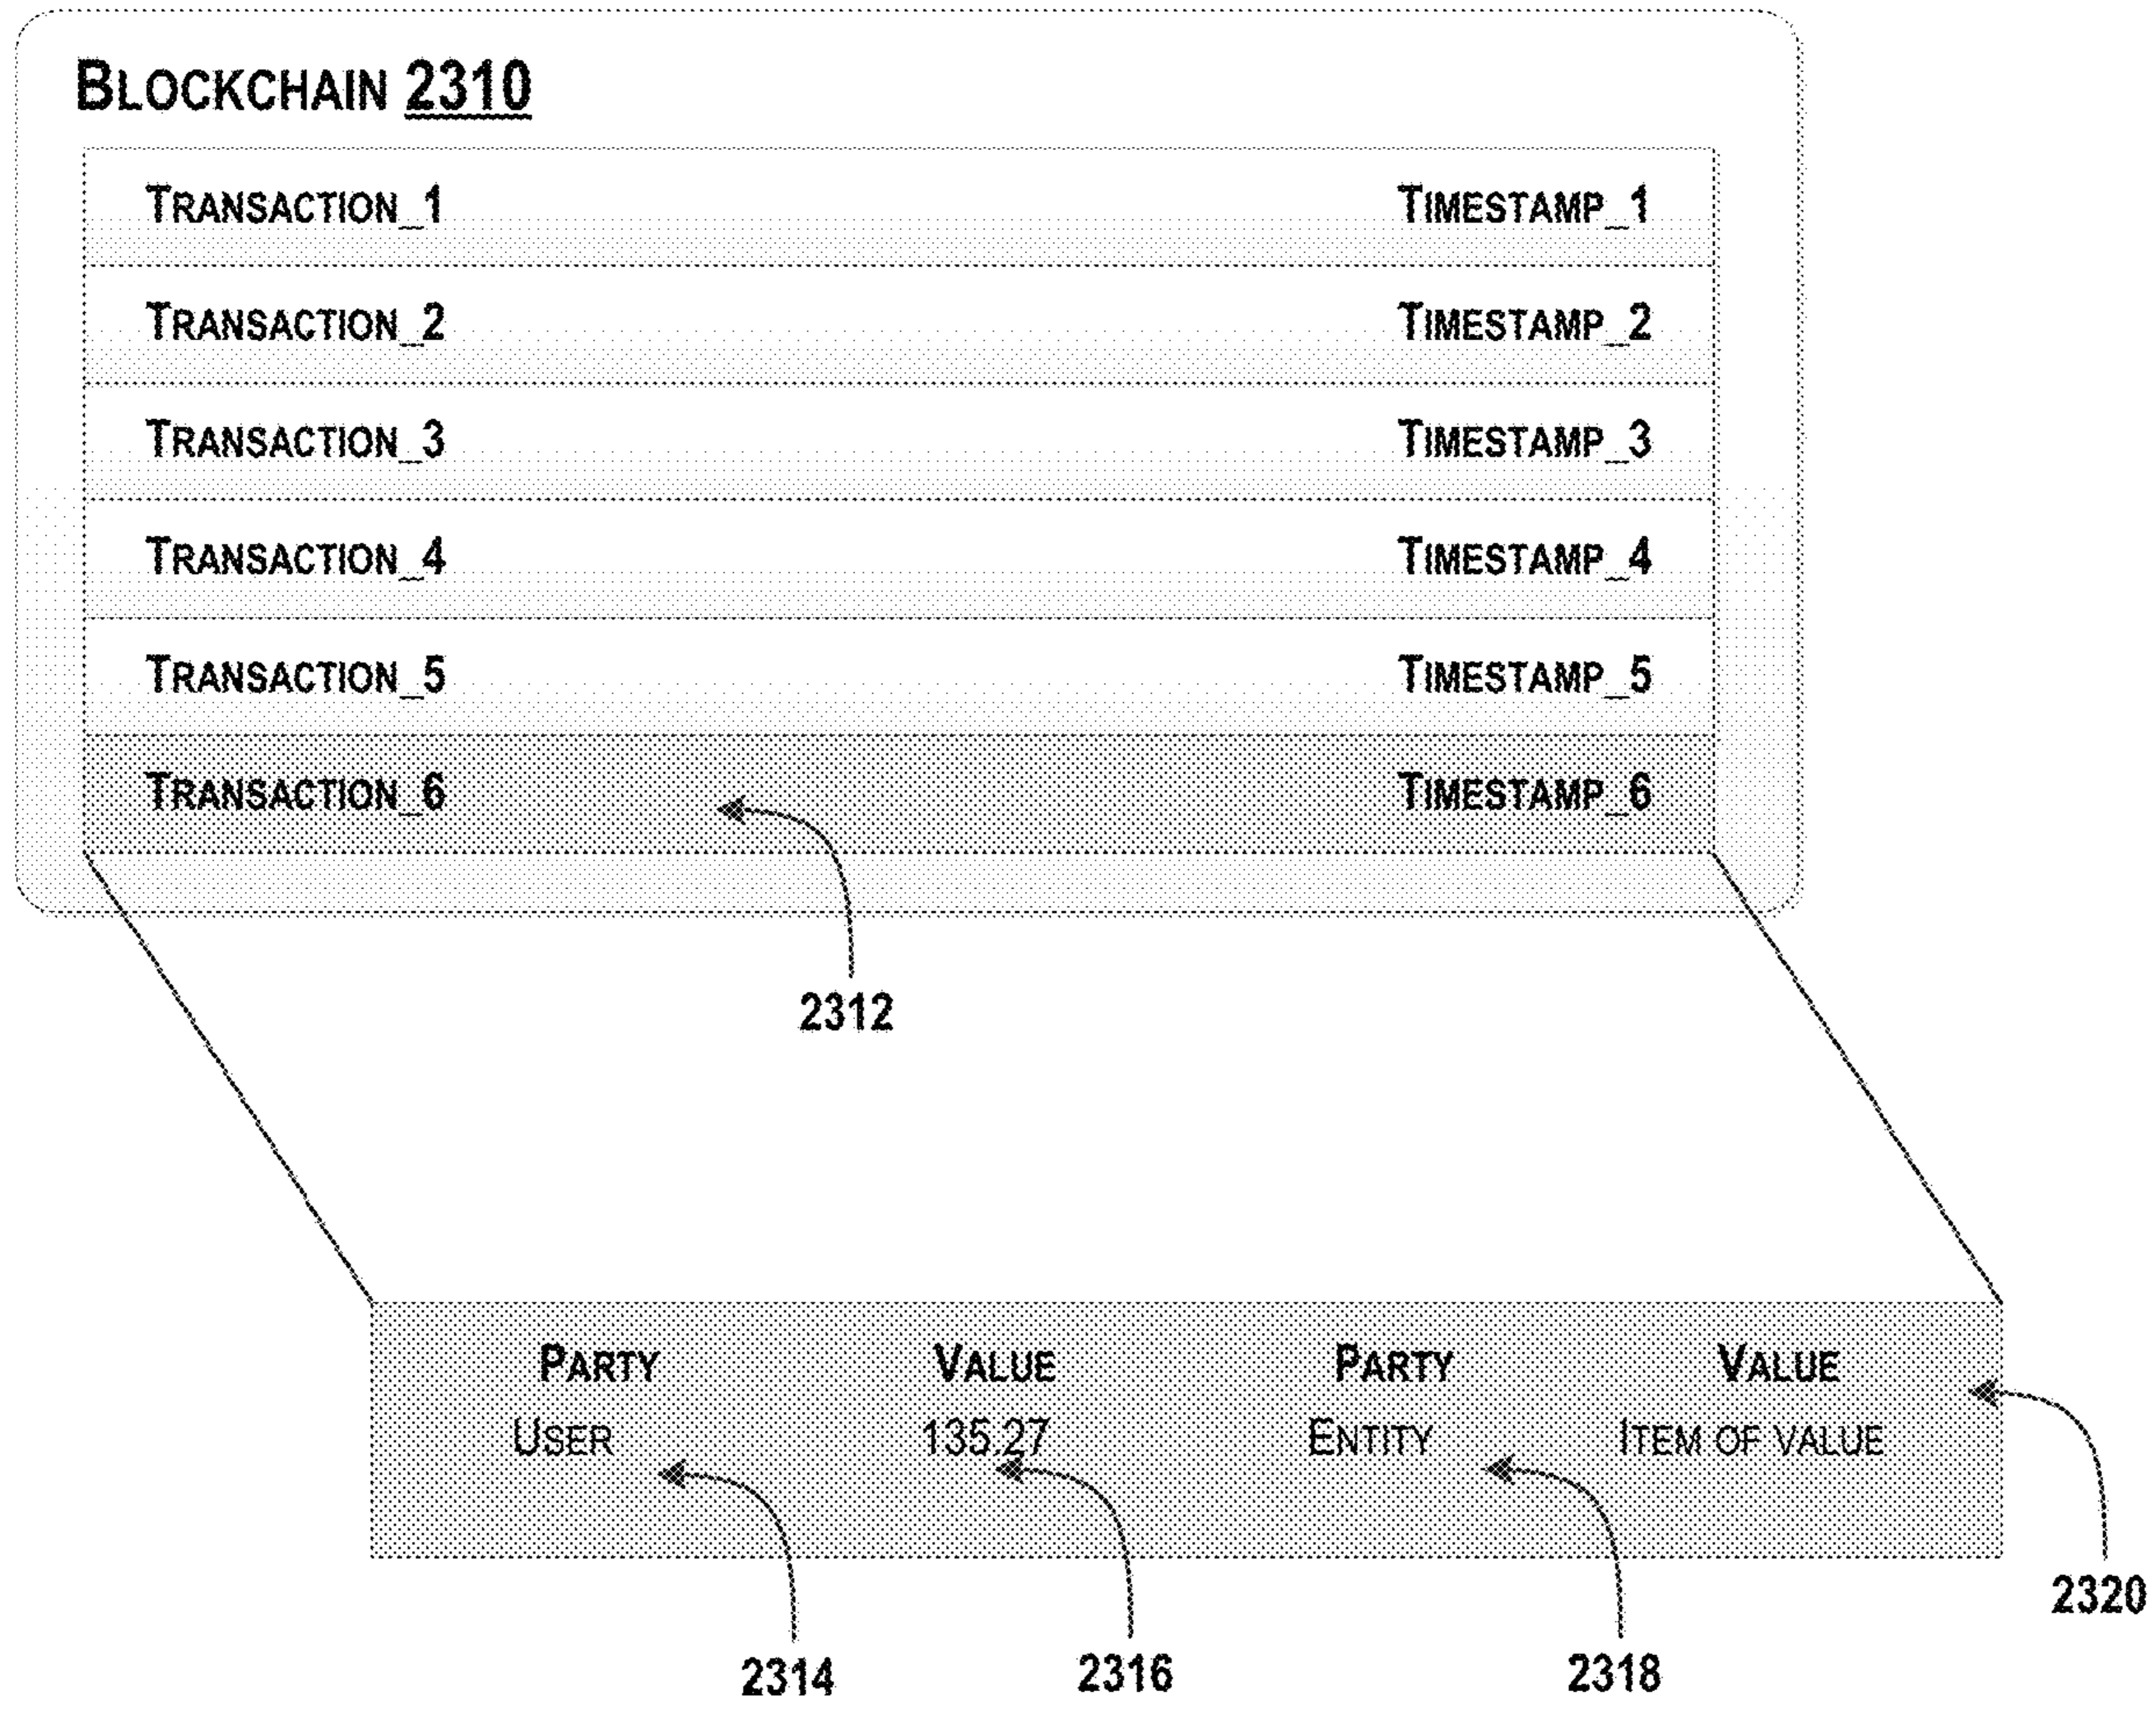 BLOCKCHAIN 2310
TRANSACTION_1 TIMESTAMP_1
TRANSACTION_2 TIMESTAMP_2
TRANSACTION_3 TIMESTAMP_3
TRANSACTION_4 TIMESTAMP_4
TRANSACTION_5 TIMESTAMP_5
TRANSACTION_6 TIMESTAMP_6
2312
PARTY VALUE PARTY VALUE
USER 135.27 ENTITY ITEM OF VALUE
2320
2314 2316 2318